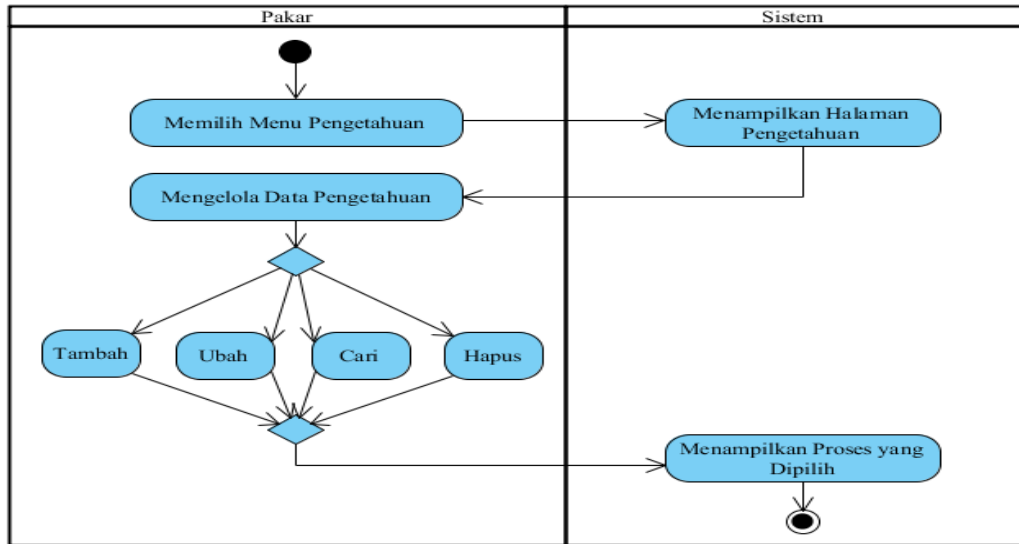 Pakar
Sistem
Memilih Menu Pengetahuan
Menampilkan Halaman
Pengetahuan
Mengelola Data Pengetahuan
Tambah
Ubah
Cari
Hapus
Menampilkan Proses yang
Dipilih